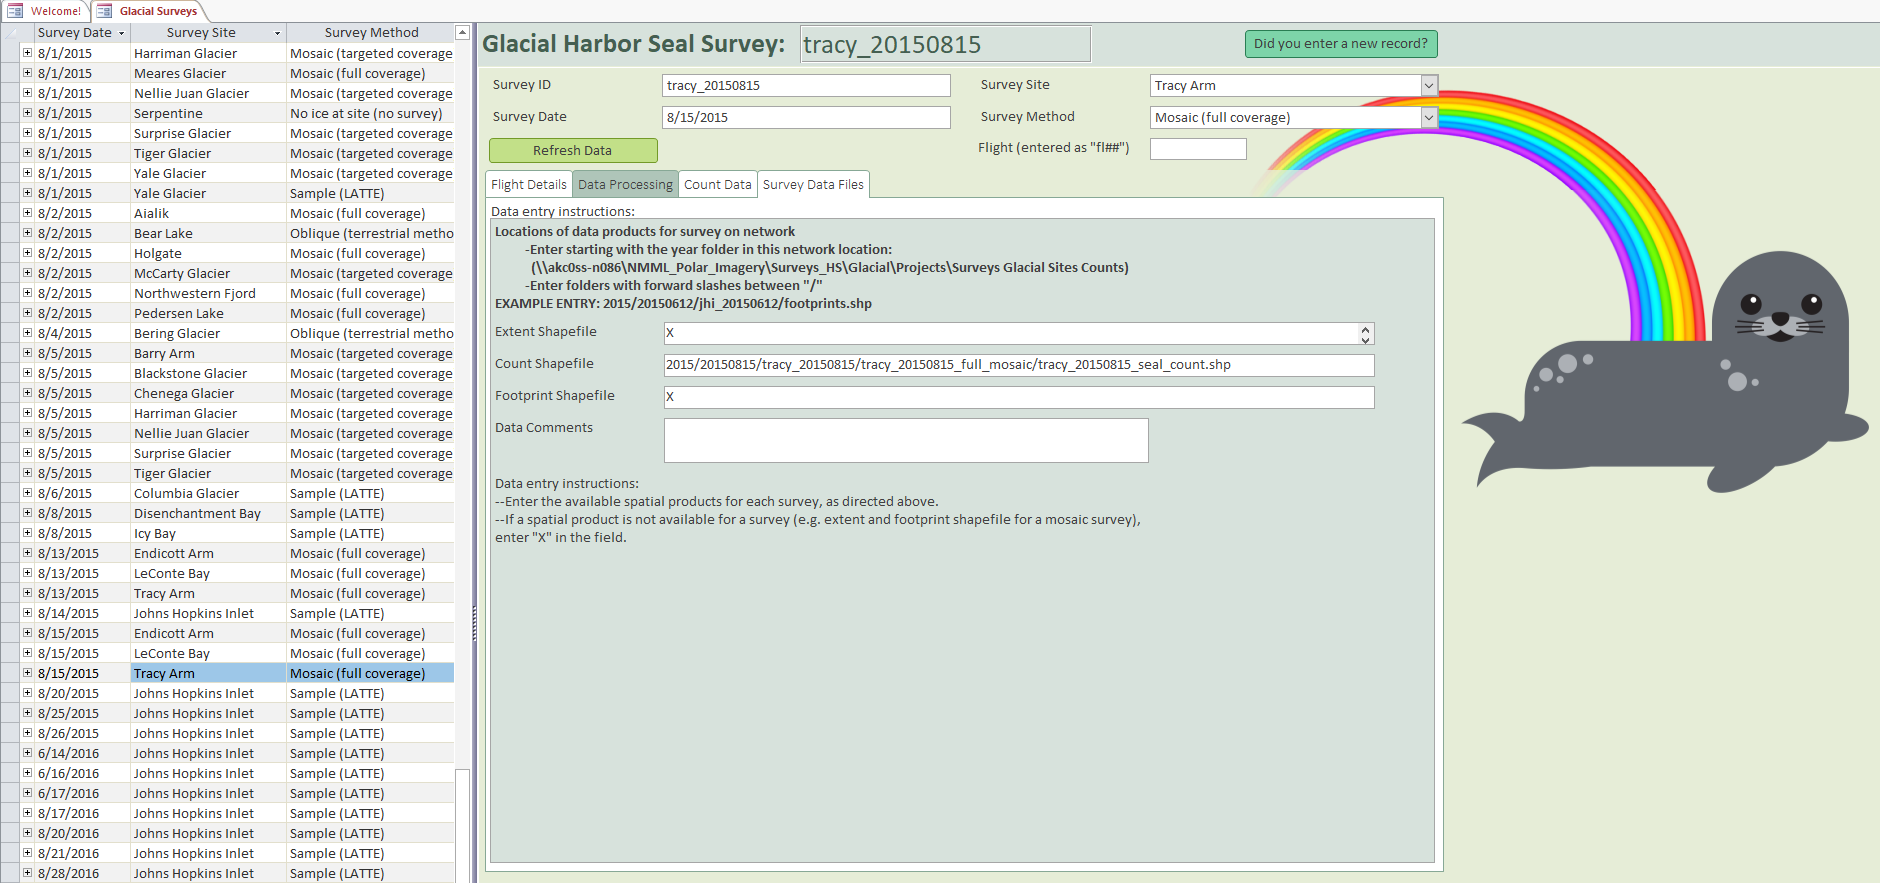 Welcome!
Glacial Surveys
Survey Date Survey Site Survey Method
8/1/2015 Harriman Glacier Mosaic (targeted coverage
8/1/2015 Meares Glacier Mosaic (full coverage)
8/1/2015 Nellie Juan Glacier Mosaic (targeted coverage
8/1/2015 Serpentine No ice at site (no survey)
8/1/2015 Surprise Glacier Mosaic (targeted coverage
8/1/2015 Tiger Glacier Mosaic (targeted coverage
8/1/2015 Yale Glacier Mosaic (targeted coverage
8/1/2015 Yale Glacier Sample (LATTE)
8/2/2015 Aialik Mosaic (full coverage)
8/2/2015 Bear Lake Oblique (terrestrial metho
8/2/2015 Holgate Mosaic (full coverage)
8/2/2015 McCarty Glacier Mosaic (targeted coverage
8/2/2015 Northwestern Fjord Mosaic (full coverage)
8/2/2015 Pedersen Lake Mosaic (full coverage)
8/4/2015 Bering Glacier Oblique (terrestrial metho
8/5/2015 Barry Arm Mosaic (targeted coverage
8/5/2015 Blackstone Glacier Mosaic (targeted coverage
8/5/2015 Chenega Glacier Mosaic (targeted coverage
8/5/2015 Harriman Glacier Mosaic (targeted coverage
8/5/2015 Nellie Juan Glacier Mosaic (targeted coverage
8/5/2015 Surprise Glacier Mosaic (targeted coverage
8/5/2015 Tiger Glacier Mosaic (targeted coverage
8/6/2015 Columbia Glacier Sample (LATTE)
8/8/2015 Disenchantment Bay Sample (LATTE)
8/8/2015 Icy Bay Sample (LATTE)
8/13/2015 Endicott Arm Mosaic (full coverage)
8/13/2015 LeConte Bay Mosaic (full coverage)
8/13/2015 Tracy Arm Mosaic (full coverage)
8/14/2015 Johns Hopkins Inlet Sample (LATTE)
8/15/2015 Endicott Arm Mosaic (full coverage)
8/15/2015 LeConte Bay Mosaic (full coverage)
8/15/2015 Tracy Arm Mosaic (full coverage)
8/20/2015 Johns Hopkins Inlet Sample (LATTE)
8/25/2015 Johns Hopkins Inlet Sample (LATTE)
8/26/2015 Johns Hopkins Inlet Sample (LATTE)
6/14/2016 Johns Hopkins Inlet Sample (LATTE)
6/16/2016 Johns Hopkins Inlet Sample (LATTE)
6/17/2016 Johns Hopkins Inlet Sample (LATTE)
8/17/2016 Johns Hopkins Inlet Sample (LATTE)
8/20/2016 Johns Hopkins Inlet Sample (LATTE)
8/21/2016 Johns Hopkins Inlet Sample (LATTE)
8/28/2016 Johns Hopkins Inlet Sample (LATTE)
Glacial Harbor Seal Survey: tracy_20150815
Did you enter a new record?
Survey ID tracy_20150815 Survey Site Tracy Arm
Survey Date 8/15/2015 Survey Method Mosaic (full coverage)
Refresh Data Flight (entered as "fl##")
Flight Details Data Processing Count Data Survey Data Files
Data entry instructions:
Locations of data products for survey on network
-Enter starting with the year folder in this network location:
(\\akc0ss-n086\NMML_Polar_Imagery\Surveys_HS\Glacial\Projects\Surveys Glacial Sites Counts)
-Enter folders with forward slashes between "/"
EXAMPLE ENTRY: 2015/20150612/jhi_20150612/footprints.shp
Extent Shapefile X
Count Shapefile 2015/20150815/tracy_20150815/tracy_20150815_full_mosaic/tracy_20150815_seal_count.shp
Footprint Shapefile X
Data Comments
Data entry instructions:
--Enter the available spatial products for each survey, as directed above.
--If a spatial product is not available for a survey (e.g. extent and footprint shapefile for a mosaic survey),
enter "X" in the field.